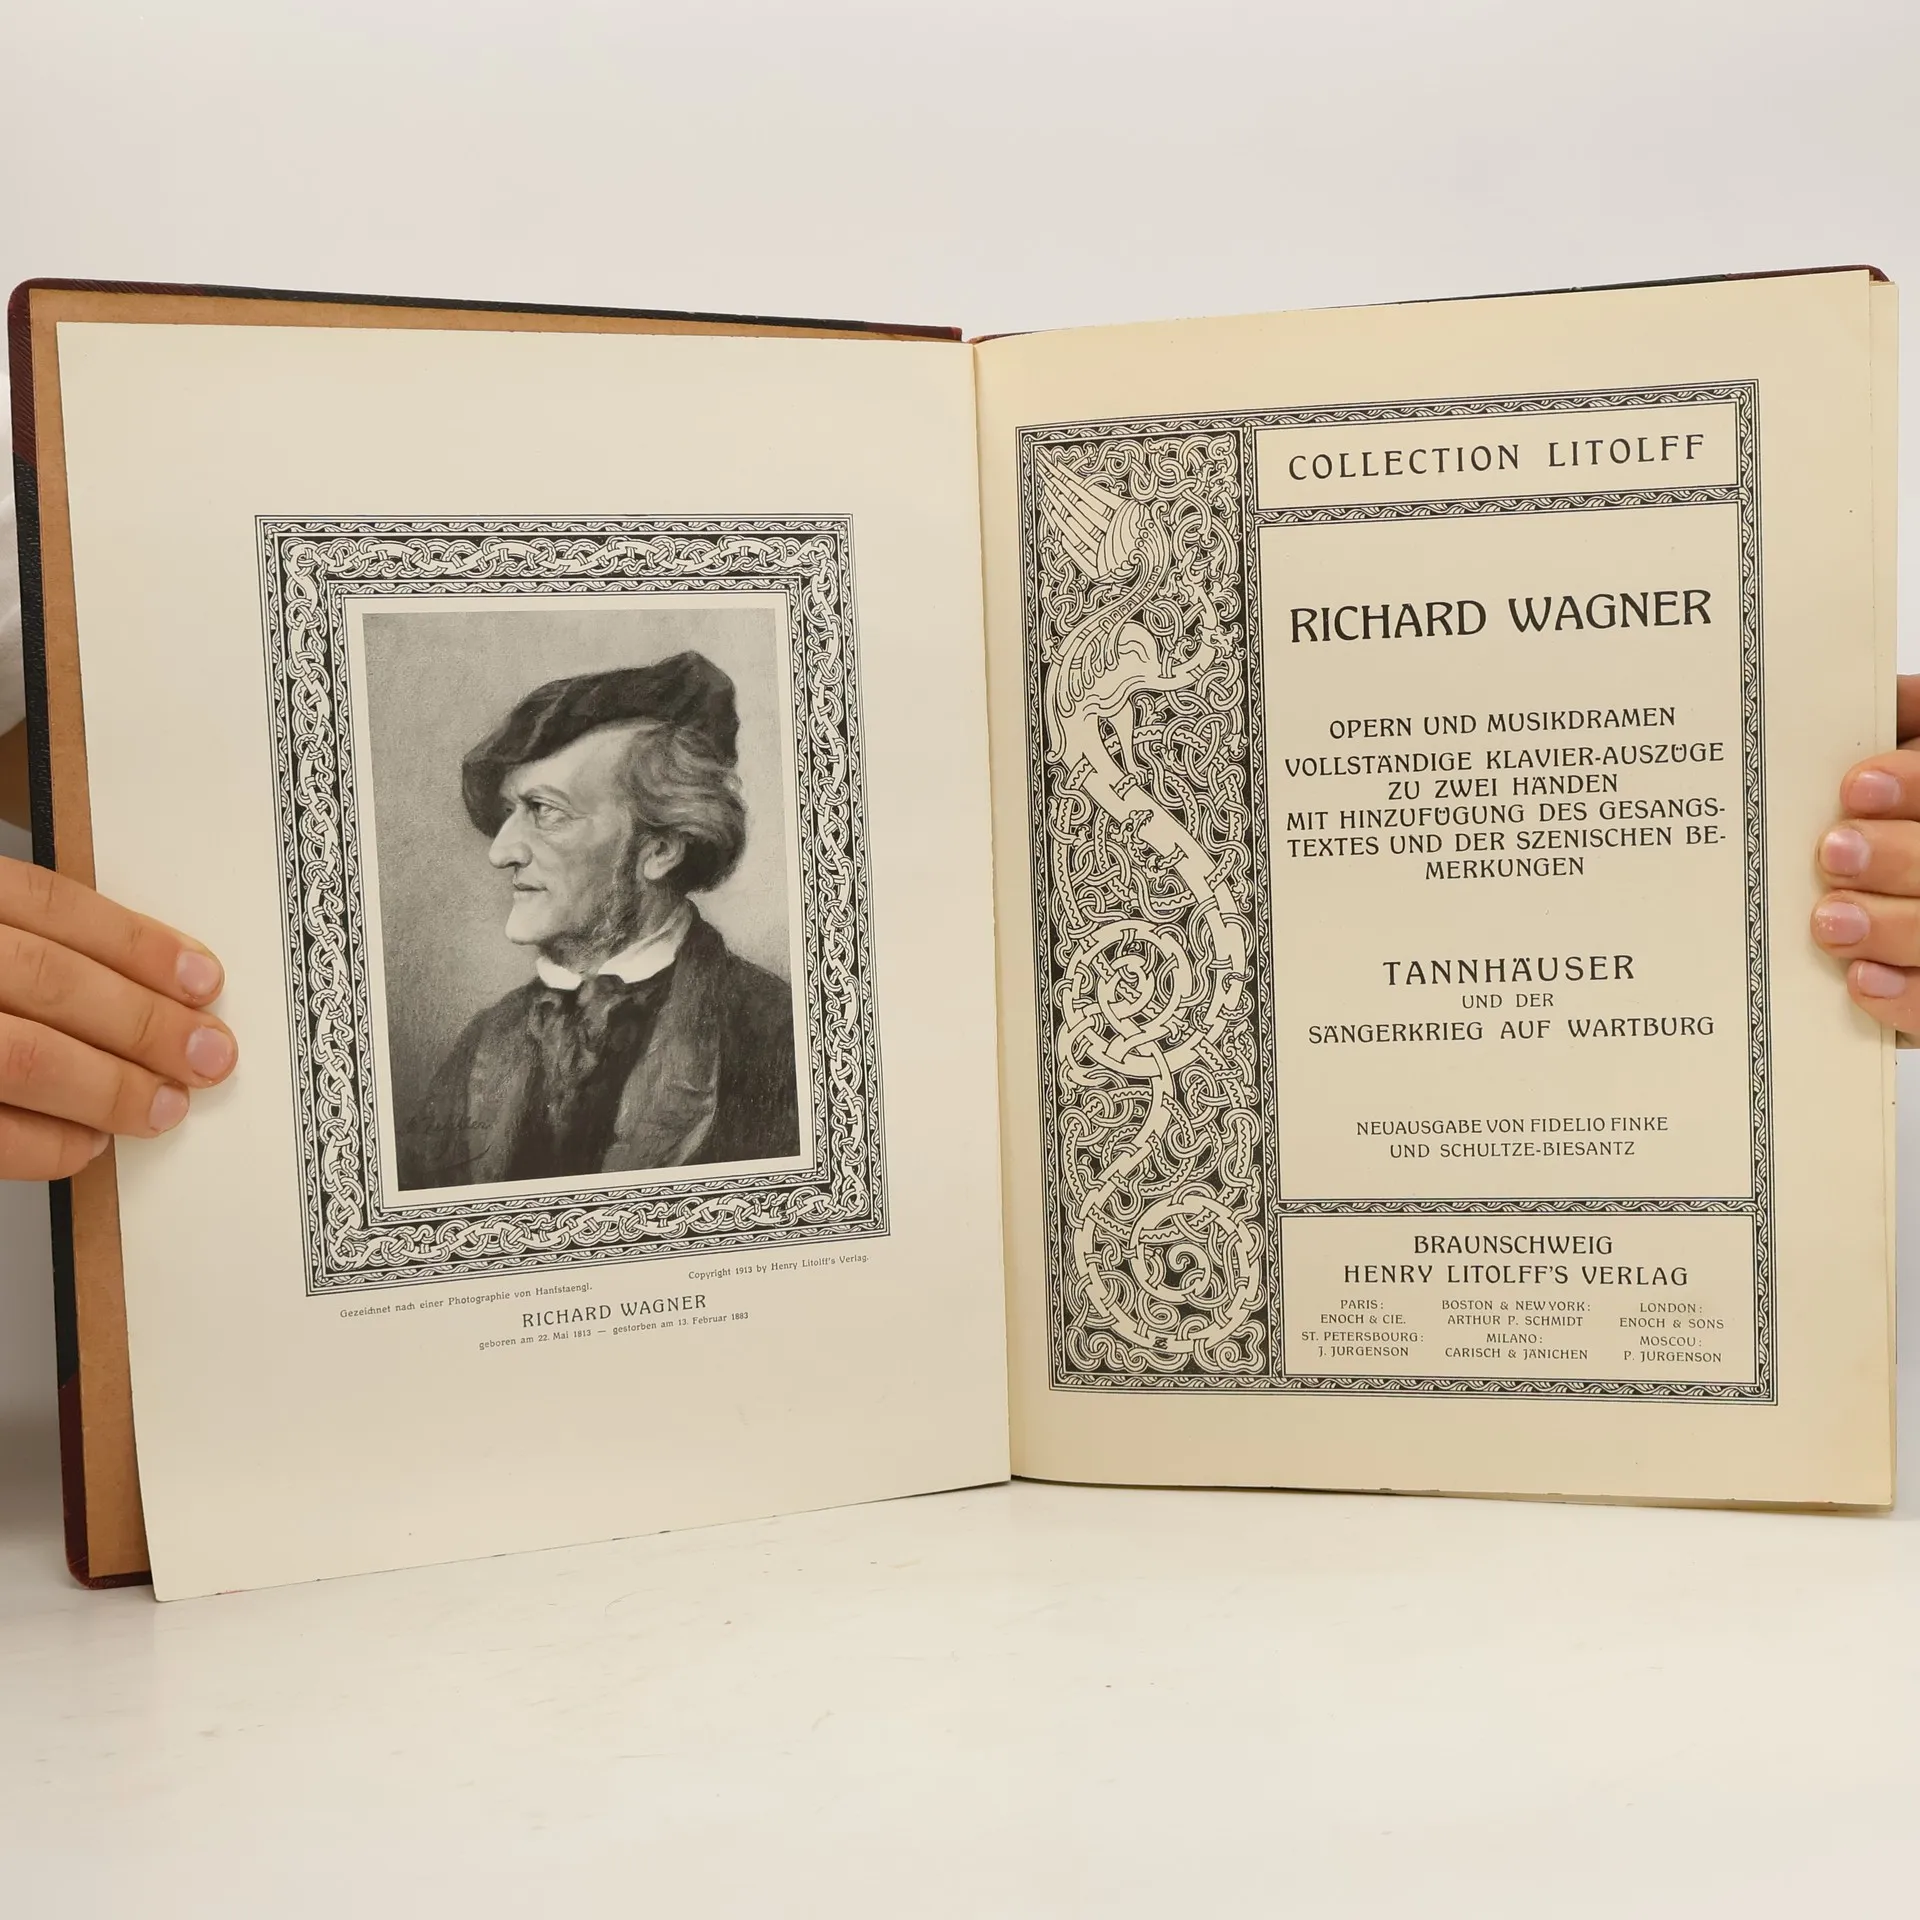 Gezeichnet nach einer Photographie von Hanfstaengl.
Copyright 1913 by Henry Litolff's Verlag.
RICHARD WAGNER
geboren am 22. Mai 1813 — gestorben am 13. Februar 1883
COLLECTION LITOLFF
RICHARD WAGNER
OPERN UND MUSIKDRAMEN
VOLLSTÄNDIGE KLAVIER-AUSZÜGE
ZU ZWEI HÄNDEN
MIT HINZUFÜGUNG DES GESANGS-
TEXTES UND DER SZENISCHEN BE-
MERKUNGEN
TANNHÄUSER
UND DER
SÄNGERKRIEG AUF WARTBURG
NEUAUSGABE VON FIDELIO FINKE
UND SCHULTZE-BIESANTZ
BRAUNSCHWEIG
HENRY LITOLFF'S VERLAG
PARIS:
ENOCH & CIE.
BOSTON & NEW YORK:
ARTHUR P. SCHMIDT
LONDON:
ENOCH & SONS
ST. PETERSBOURG:
J. JURGENSON
MILANO:
CARISCH & JÄNICHEN
MOSCOU:
P. JURGENSON